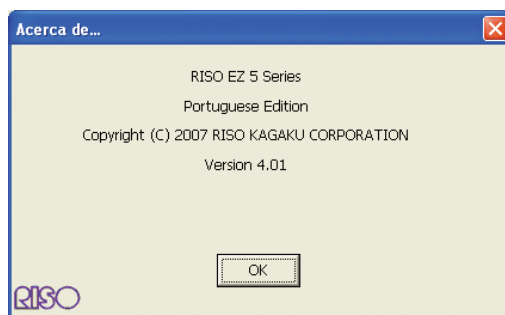 Acerca de...
RISO EZ 5 Series
Portuguese Edition
Copyright (C) 2007 RISO KAGAKU CORPORATION
Version 4.01
OK
RISO